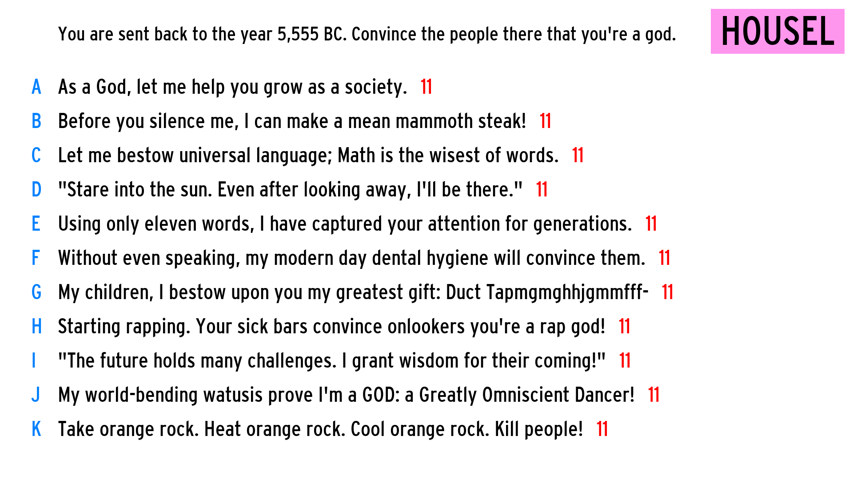 You are sent back to the year 5,555 BC. Convince the people there that you're a god.
HOUSEL
A As a God, let me help you grow as a society. 11
B Before you silence me, I can make a mean mammoth steak! 11
C Let me bestow universal language; Math is the wisest of words. 11
D "Stare into the sun. Even after looking away, I'll be there." 11
E Using only eleven words, I have captured your attention for generations. 11
F Without even speaking, my modern day dental hygiene will convince them. 11
G My children, I bestow upon you my greatest gift: Duct Tapmgmghhjgmmfff- 11
H Starting rapping. Your sick bars convince onlookers you're a rap god! 11
I "The future holds many challenges. I grant wisdom for their coming!" 11
J My world-bending watusis prove I'm a GOD: a Greatly Omniscient Dancer! 11
K Take orange rock. Heat orange rock. Cool orange rock. Kill people! 11